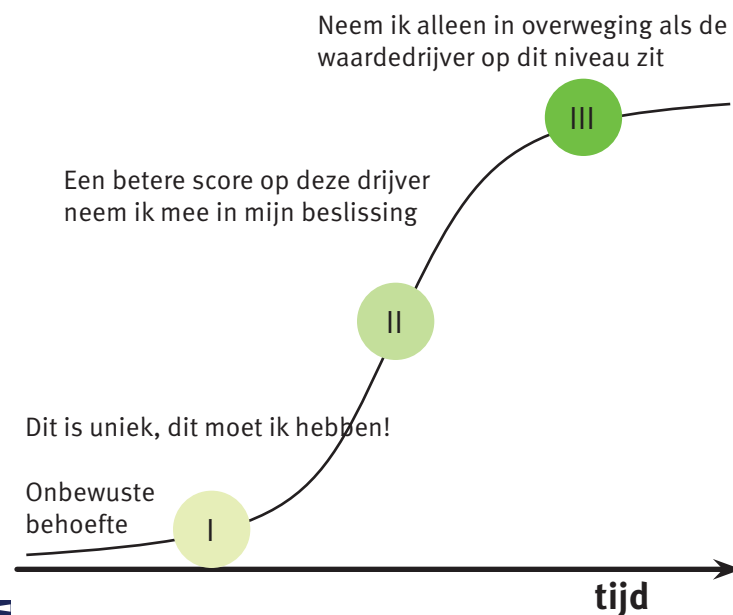 Neem ik alleen in overweging als de
waardedrijver op dit niveau zit
III
Een betere score op deze drijver
neem ik mee in mijn beslissing
II
Dit is uniek, dit moet ik hebben!
Onbewuste
behoefte
I
tijd